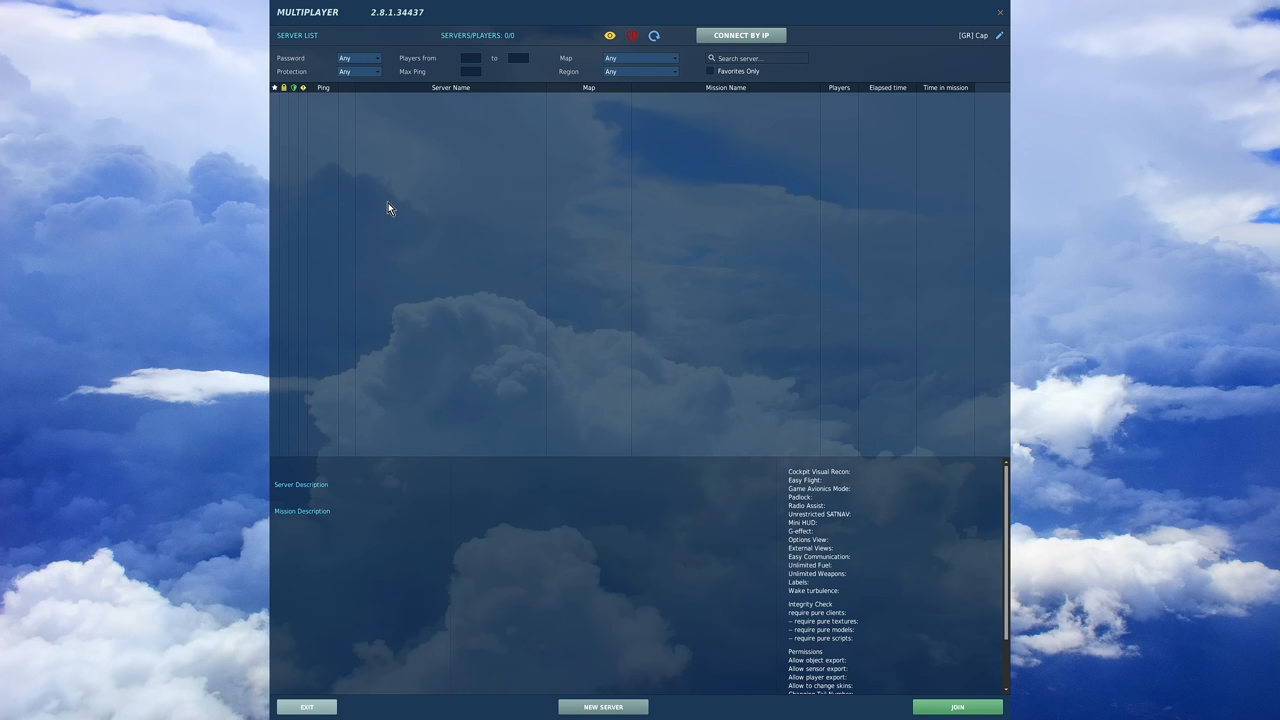 MULTIPLAYER 2.8.1.34437
SERVER LIST SERVERS/PLAYERS: 0/0 CONNECT BY IP [GR] Cap
Password Any Players from to Map Any Search server...
Protection Any Max Ping Region Any Favorites Only
Ping Server Name Map Mission Name Players Elapsed time Time in mission
Server Description
Mission Description
Cockpit Visual Recon:
Easy Flight:
Game Avionics Mode:
Padlock:
Radio Assist:
Unrestricted SATNAV:
Mini HUD:
G-effect:
Options View:
External Views:
Easy Communication:
Unlimited Fuel:
Unlimited Weapons:
Labels:
Wake turbulence:
Integrity Check
require pure clients:
– require pure textures:
– require pure models:
– require pure scripts:
Permissions
Allow object export:
Allow sensor export:
Allow player export:
Allow to change skins:
EXIT NEW SERVER JOIN